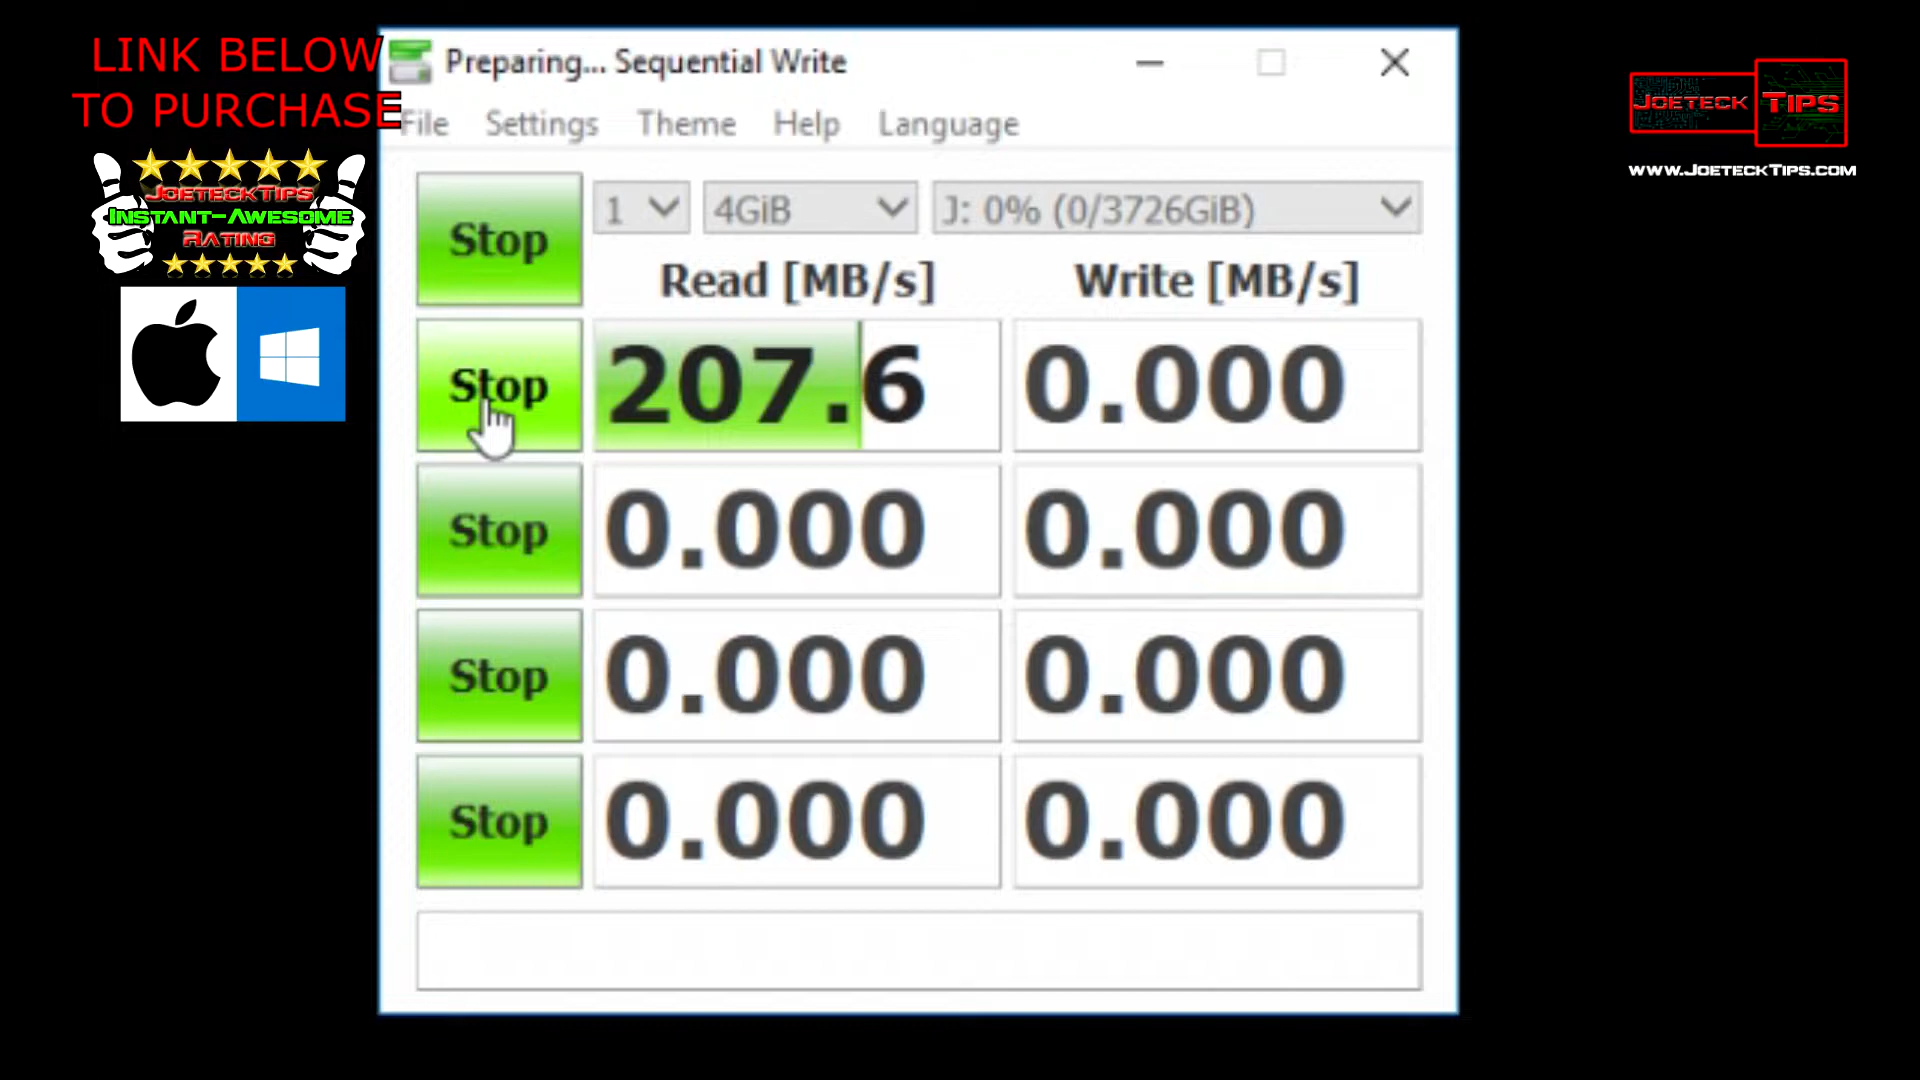 LINK BELOW
TO PURCHASE
JOETECKTIPS
INSTANT-AWESOME
RATING
Preparing... Sequential Write
File Settings Theme Help Language
Stop 1 4GiB J: 0% (0/3726GiB)
Read [MB/s] Write [MB/s]
Stop 207.6 0.000
Stop 0.000 0.000
Stop 0.000 0.000
Stop 0.000 0.000
JOETECK TIPS
WWW.JOETECKTIPS.COM